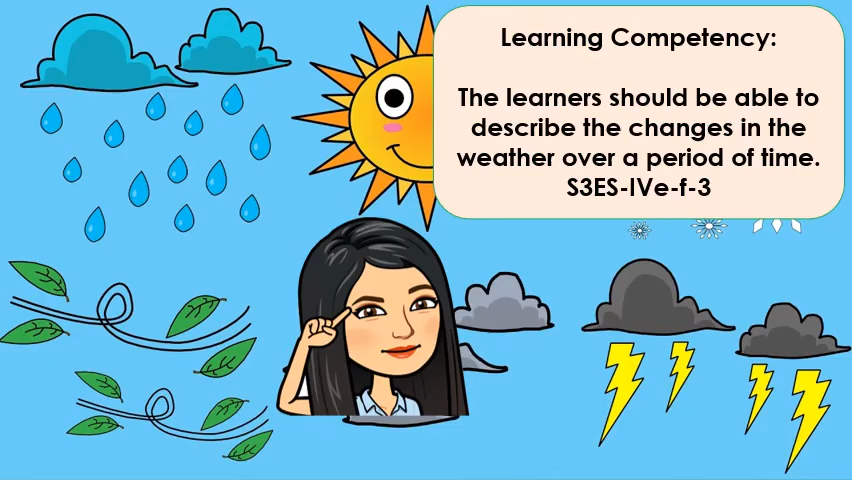 Learning Competency:
The learners should be able to
describe the changes in the
weather over a period of time.
S3ES-IVe-f-3